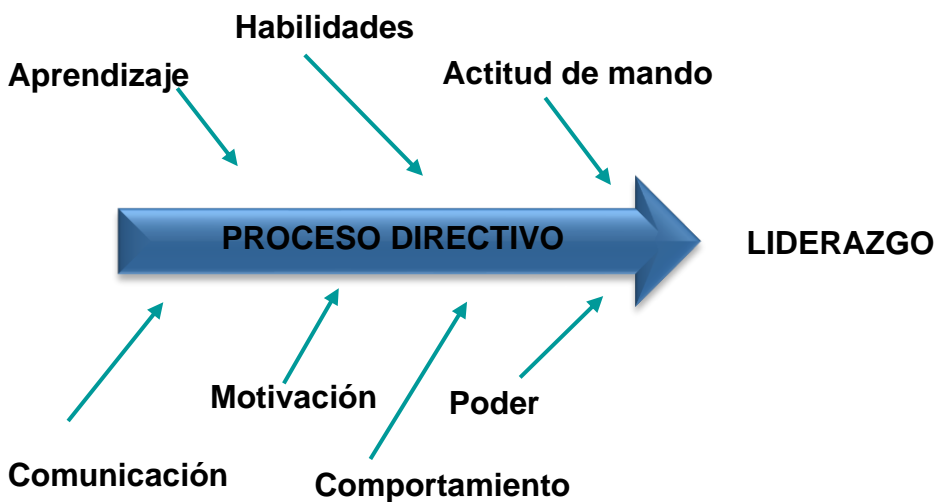 Habilidades
Aprendizaje
Actitud de mando
PROCESO DIRECTIVO
LIDERAZGO
Motivación
Poder
Comunicación
Comportamiento